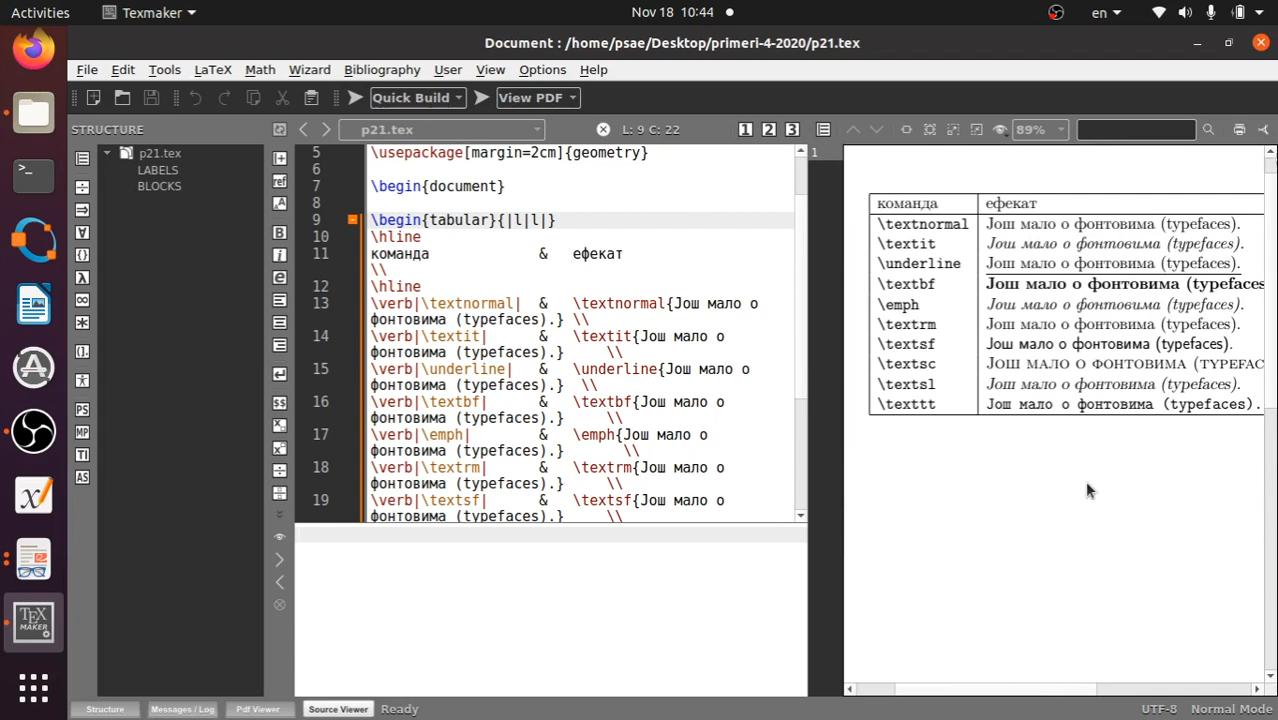 Activities Texmaker Nov 18 10:44 en
Document : /home/psae/Desktop/primeri-4-2020/p21.tex
File Edit Tools LaTeX Math Wizard Bibliography User View Options Help
Quick Build View PDF
STRUCTURE p21.tex L: 9 C: 22 1 2 3 89%
p21.tex
LABELS
BLOCKS
ref
PS
MP
TI
AS
5 \usepackage[margin=2cm]{geometry}
6
7 \begin{document}
8
9 \begin{tabular}{|l|l|}
10 \hline
11 команда & ефекат
\\
12 \hline
13 \verb|\textnormal| & \textnormal{Још мало о
фонтовима (typefaces).} \\
14 \verb|\textit| & \textit{Још мало о
фонтовима (typefaces).} \\
15 \verb|\underline| & \underline{Још мало о
фонтовима (typefaces).} \\
16 \verb|\textbf| & \textbf{Још мало о
фонтовима (typefaces).} \\
17 \verb|\emph| & \emph{Још мало о
фонтовима (typefaces).} \\
18 \verb|\textrm| & \textrm{Још мало о
фонтовима (typefaces).} \\
19 \verb|\textsf| & \textsf{Још мало о
фонтовима (typefaces).} \\
1
команда ефекат
\textnormal Још мало о фонтовима (typefaces).
\textit Још мало о фонтовима (typefaces).
\underline Још мало о фонтовима (typefaces).
\textbf Још мало о фонтовима (typefaces
\emph Још мало о фонтовима (typefaces).
\textrm Још мало о фонтовима (typefaces).
\textsf Још мало о фонтовима (typefaces).
\textsc Још мало о фонтовима (typefac
\textsl Још мало о фонтовима (typefaces).
\texttt Још мало о фонтовима (typefaces).
TEX MAKER
Structure Messages / Log Pdf Viewer Source Viewer Ready UTF-8 Normal Mode